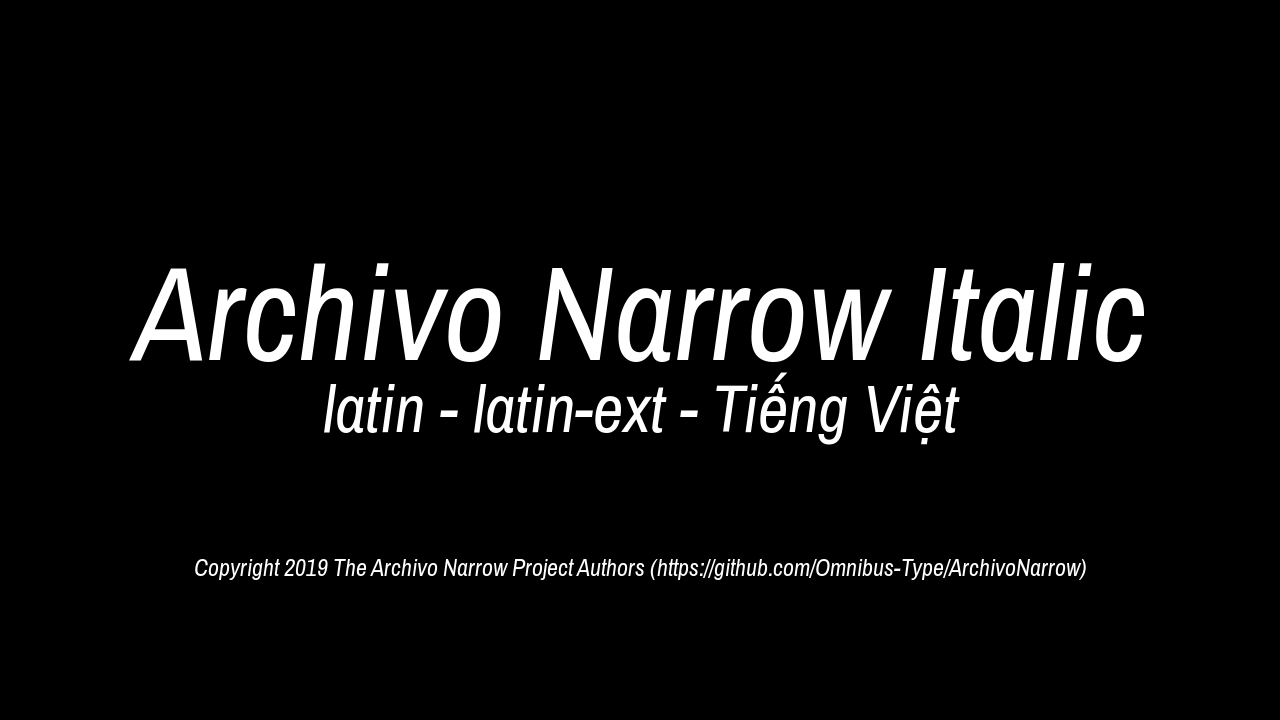 Archivo Narrow Italic
latin - latin-ext - Tiếng Việt
Copyright 2019 The Archivo Narrow Project Authors (https://github.com/Omnibus-Type/ArchivoNarrow)